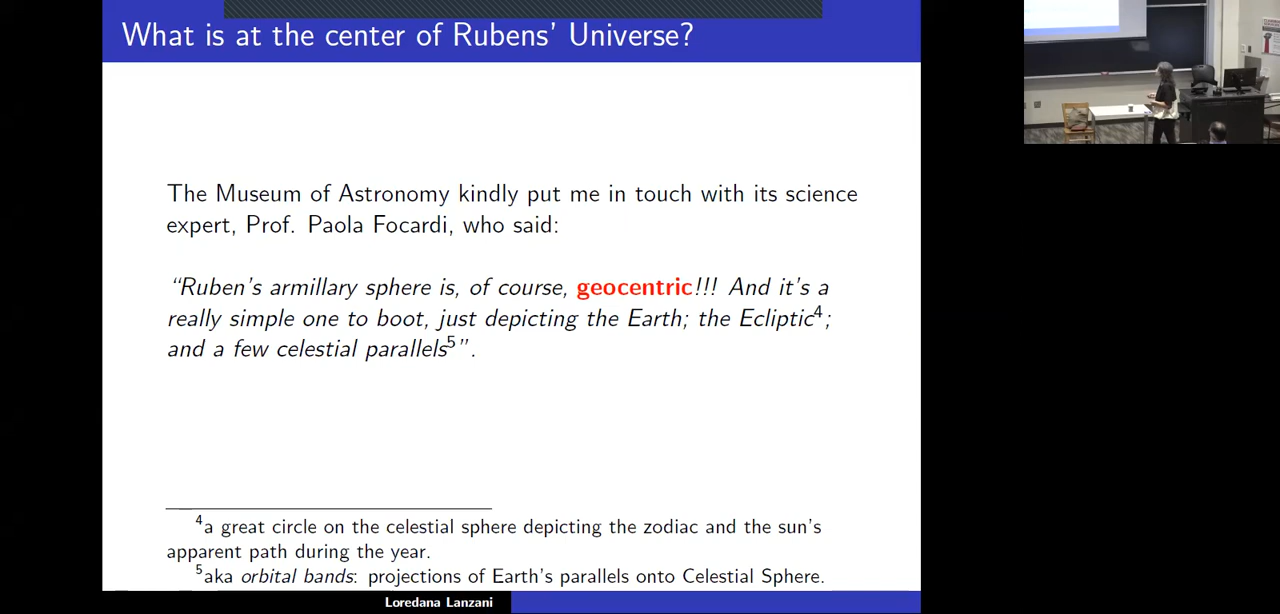 What is at the center of Rubens' Universe?
The Museum of Astronomy kindly put me in touch with its science
expert, Prof. Paola Focardi, who said:
“Ruben's armillary sphere is, of course, geocentric!!! And it's a
really simple one to boot, just depicting the Earth; the Ecliptic⁴;
and a few celestial parallels⁵”.
⁴a great circle on the celestial sphere depicting the zodiac and the sun's
apparent path during the year.
⁵aka orbital bands: projections of Earth's parallels onto Celestial Sphere.
Loredana Lanzani